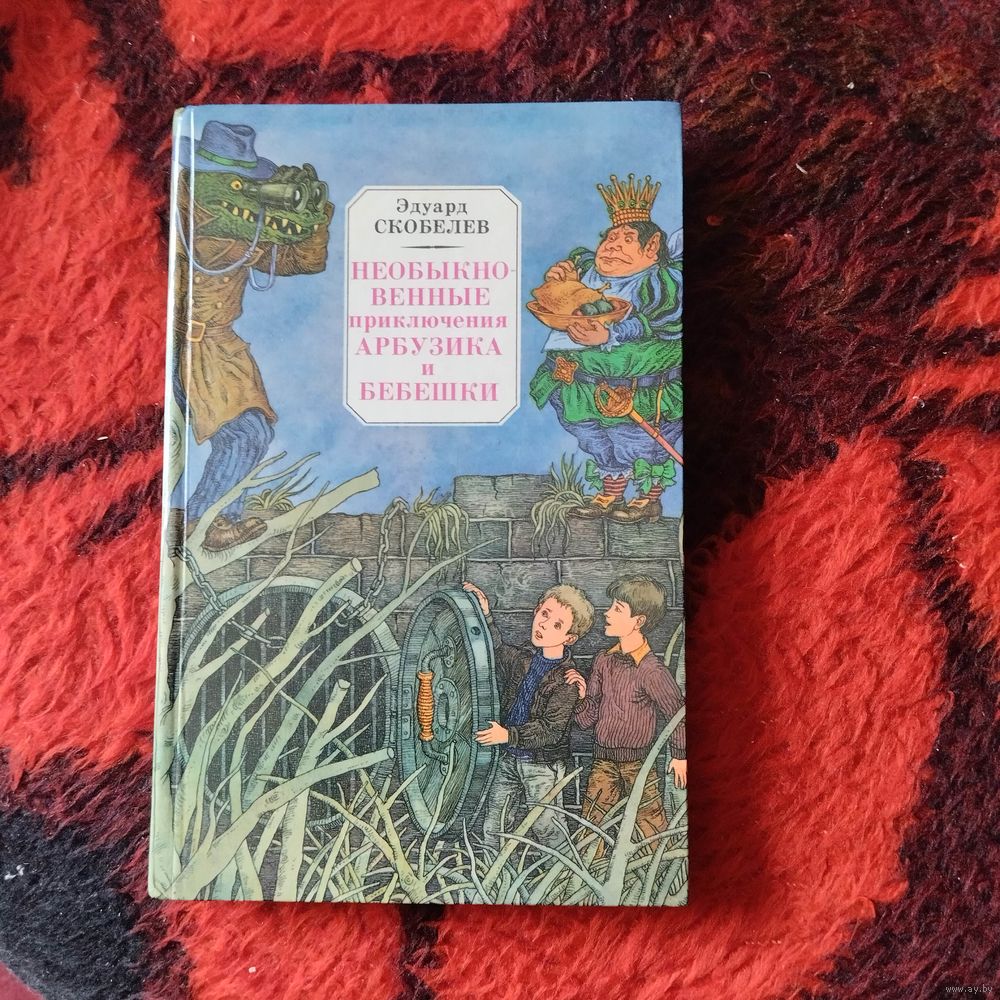 Эдуард
СКОБЕЛЕВ
НЕОБЫКНО-
ВЕННЫЕ
приключения
АРБУЗИКА
и
БЕБЕШКИ
www.ay.by